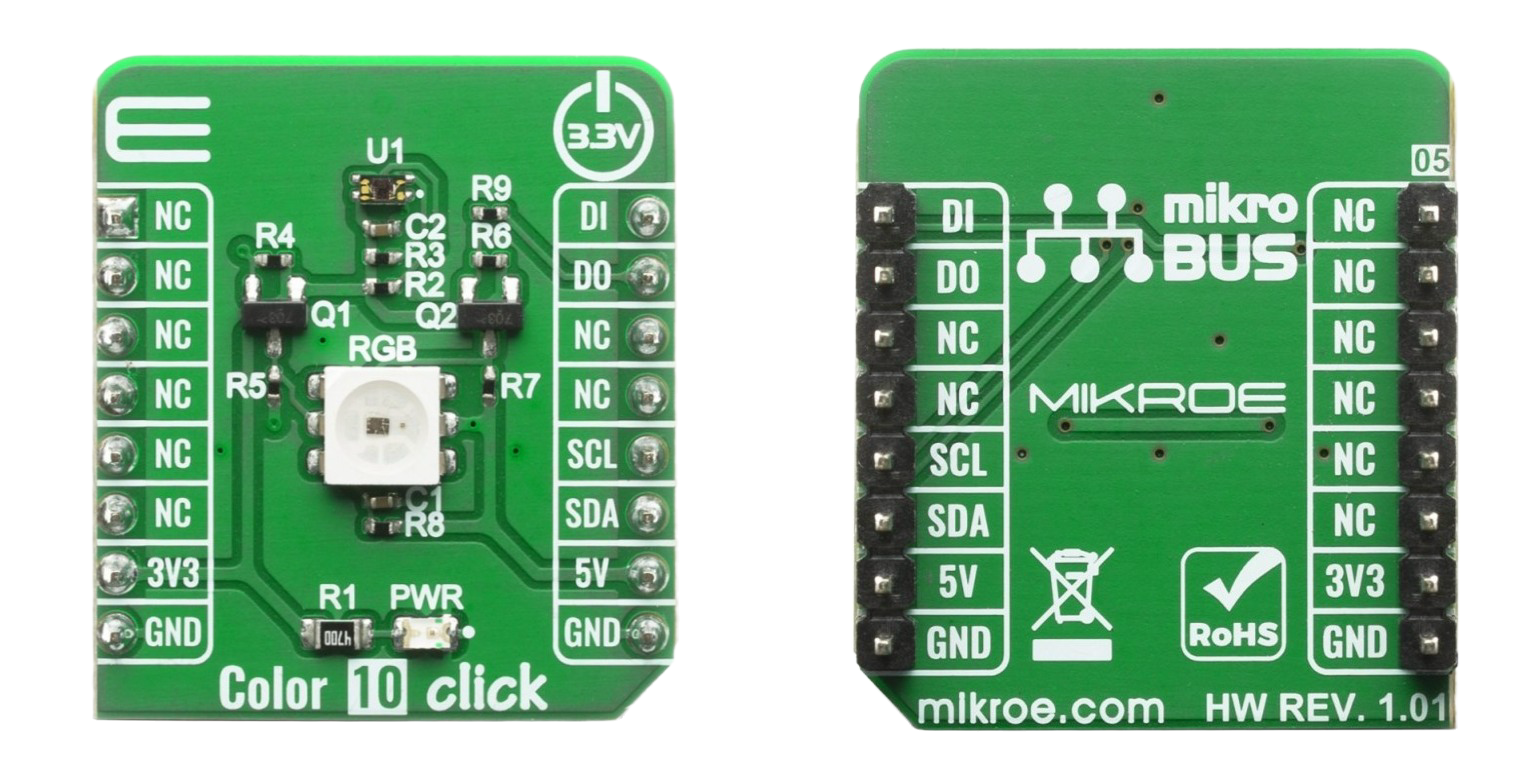 3.3V
U1
R9
NC
C2
DI
R4
R3
R6
NC
R2
DO
Q1
Q2
NC
NC
RGB
R5
R7
NC
NC
NC
SCL
C1
NC
R8
SDA
3V3
5V
R1
PWR
4700
GND
GND
Color 10 click
05
DI
mikro
BUS
NC
DO
NC
NC
NC
NC
MIKROE
NC
SCL
NC
SDA
NC
5V
3V3
GND
RoHS
GND
mikroe.com
HW REV. 1.01